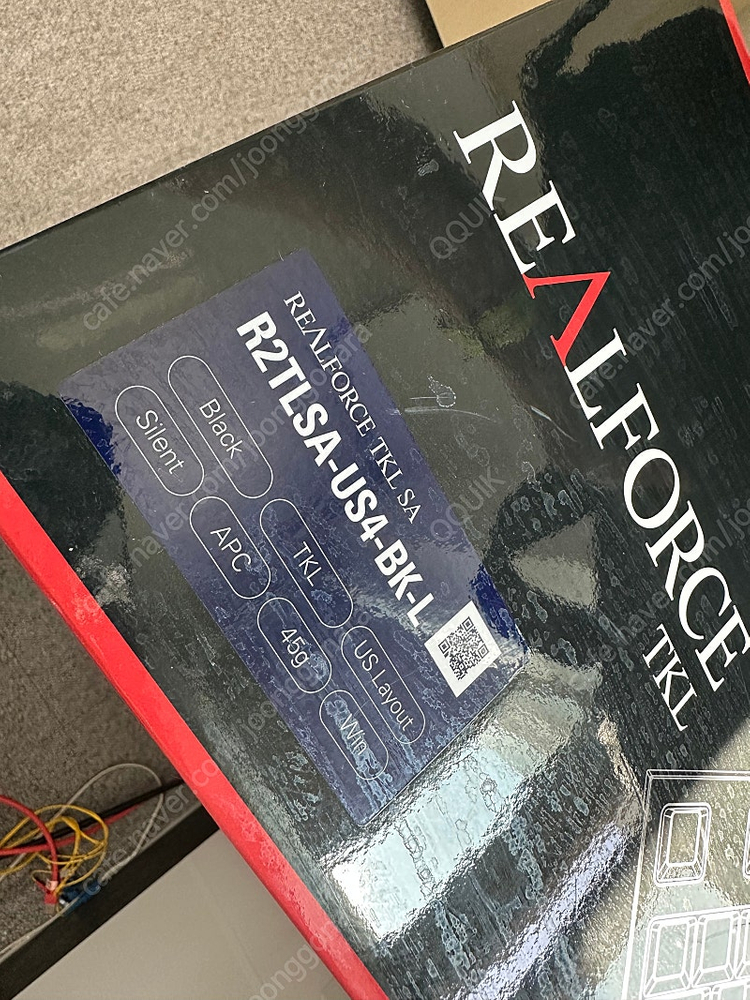 REALFORCE
TKL
REALFORCE TKL SA
R2TLSA-US4-BK-L
Black
TKL
US Layout
Silent
APC
45g
Win
cafe.naver.com/joonggonara
QQUIK